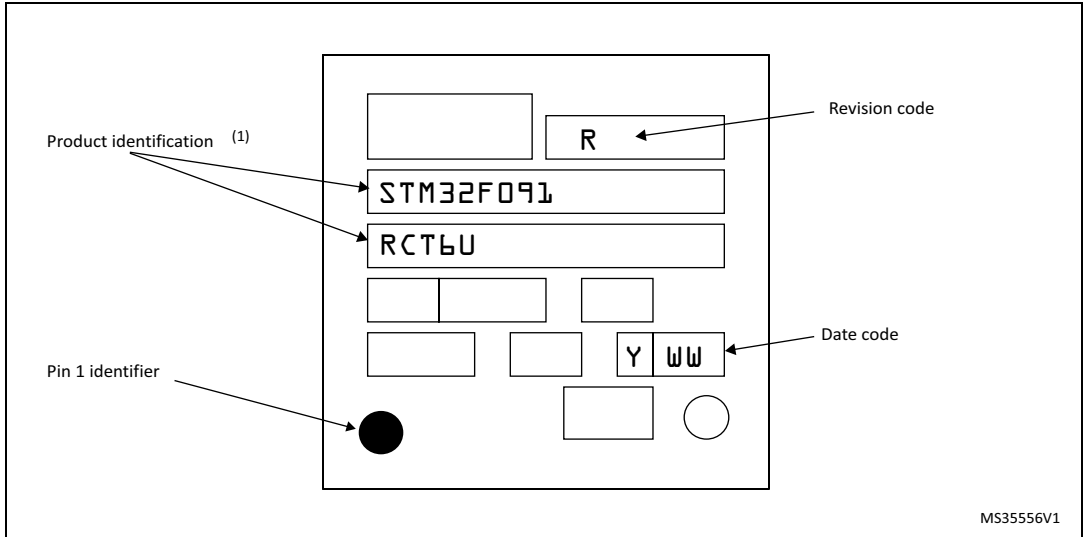 Revision code
R
Product identification (1)
STM32F091
RCT6U
Date code
Y WW
Pin 1 identifier
MS35556V1